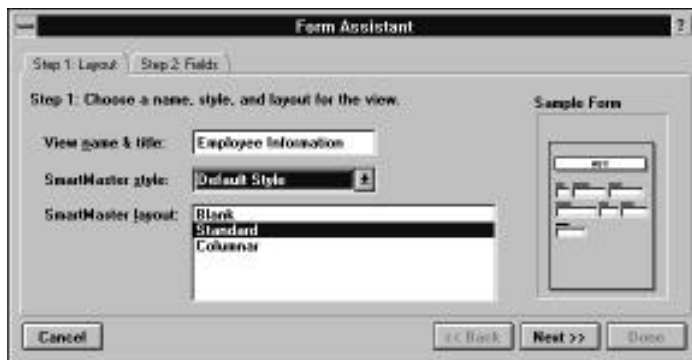 Form Assistant ?
Step 1: Layout Step 2: Fields
Step 1: Choose a name, style, and layout for the view.
Sample Form
View name & title: Employee Information
SmartMaster style: Default Style
SmartMaster layout: Blank
Standard
Columnar
Cancel << Back Next >> Done